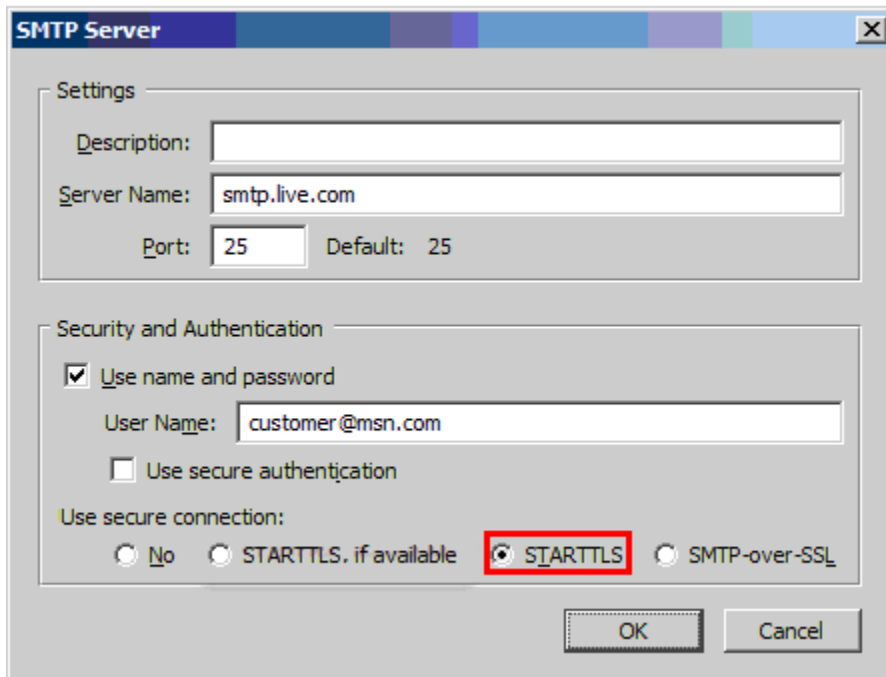 SMTP Server
Settings
Description:
Server Name: smtp.live.com
Port: 25 Default: 25
Security and Authentication
Use name and password
User Name: customer@msn.com
Use secure authentication
Use secure connection:
No STARTTLS, if available STARTTLS SMTP-over-SSL
OK Cancel